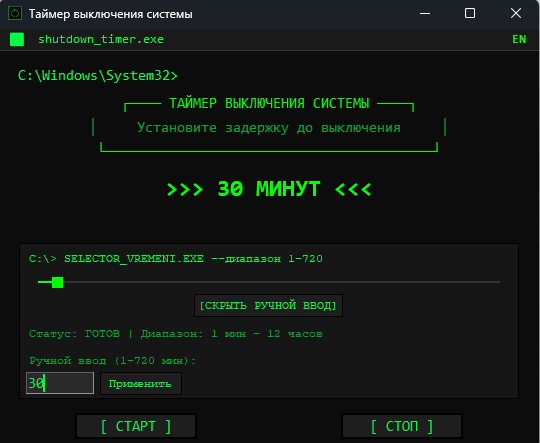 Таймер выключения системы
shutdown_timer.exe EN
C:\Windows\System32>
ТАЙМЕР ВЫКЛЮЧЕНИЯ СИСТЕМЫ
Установите задержку до выключения
>>> 30 МИНУТ <<<
C:\> SELECTOR_VREMENI.EXE --диапазон 1-720
[СКРЫТЬ РУЧНОЙ ВВОД]
Статус: ГОТОВ | Диапазон: 1 мин - 12 часов
Ручной ввод (1-720 мин):
30 Применить
[ СТАРТ ] [ СТОП ]